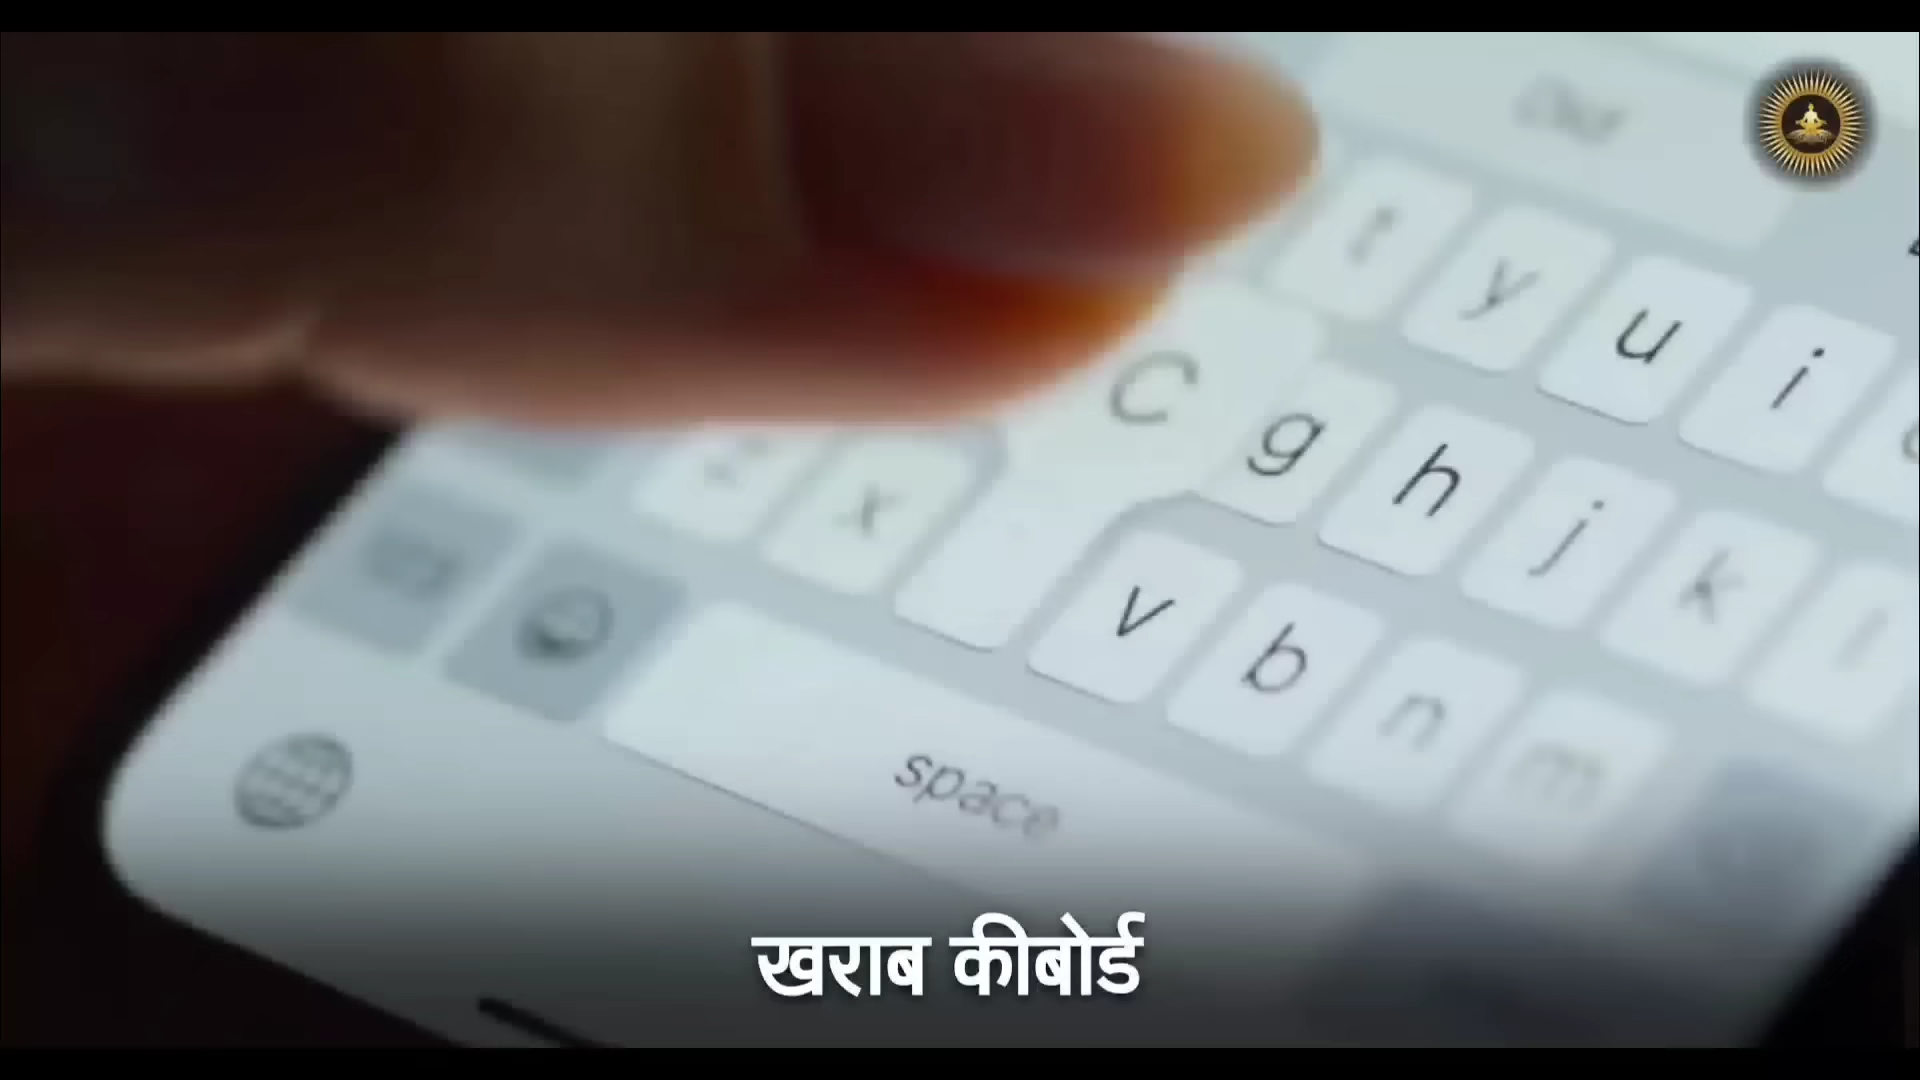 t y u i
C g h j k l
z x v b n m
space
खराब कीबोर्ड